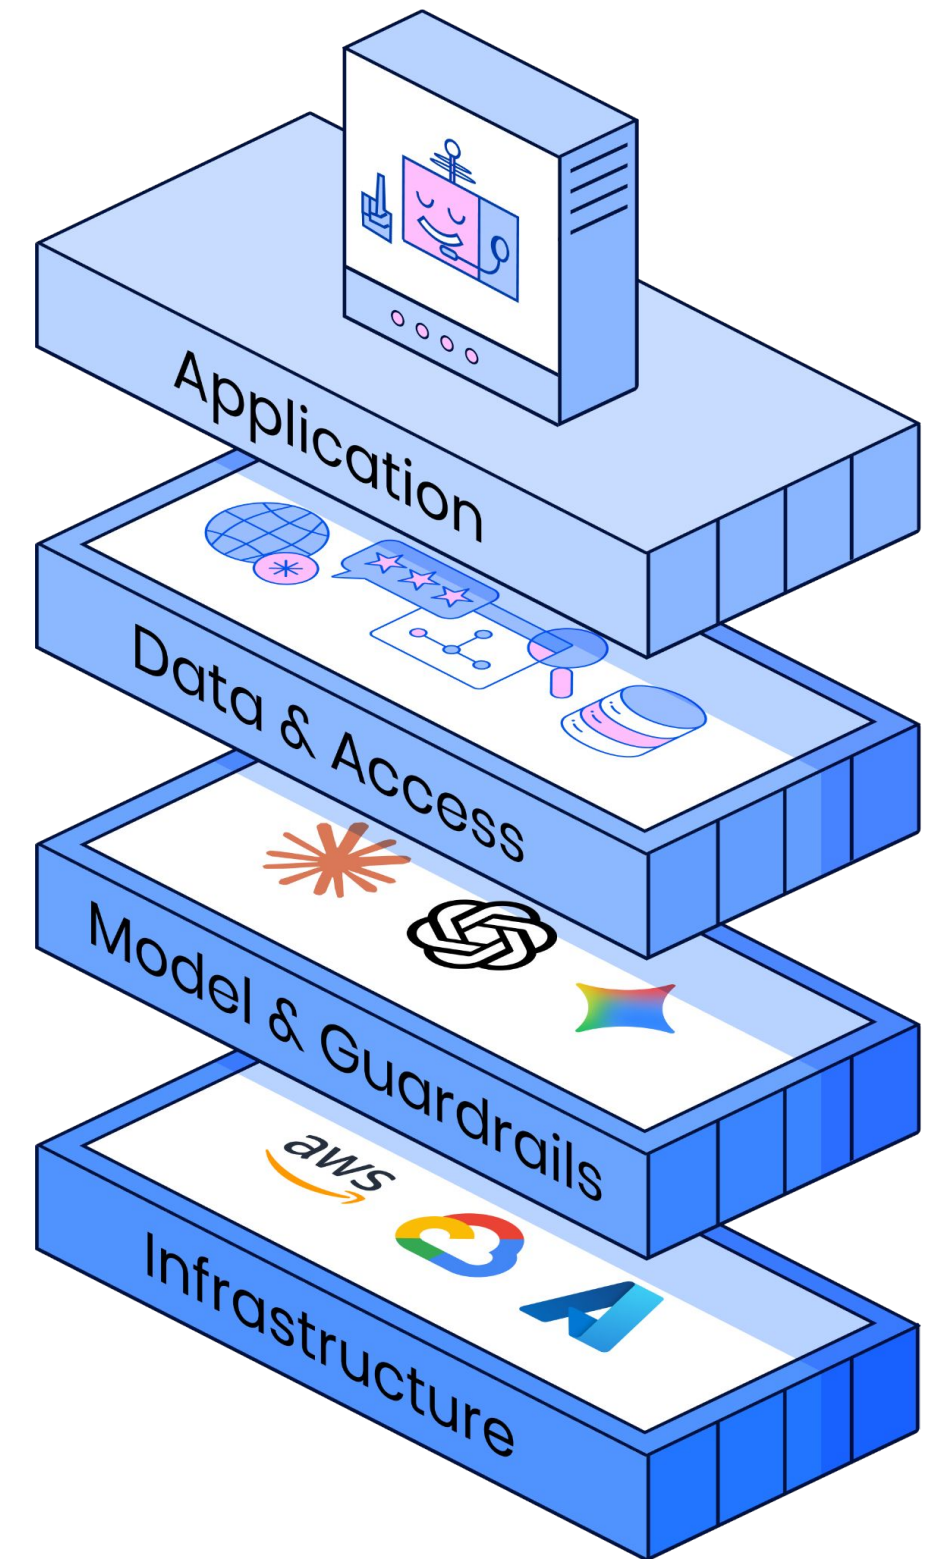 Application
Data & Access
Model & Guardrails
aws
Infrastructure